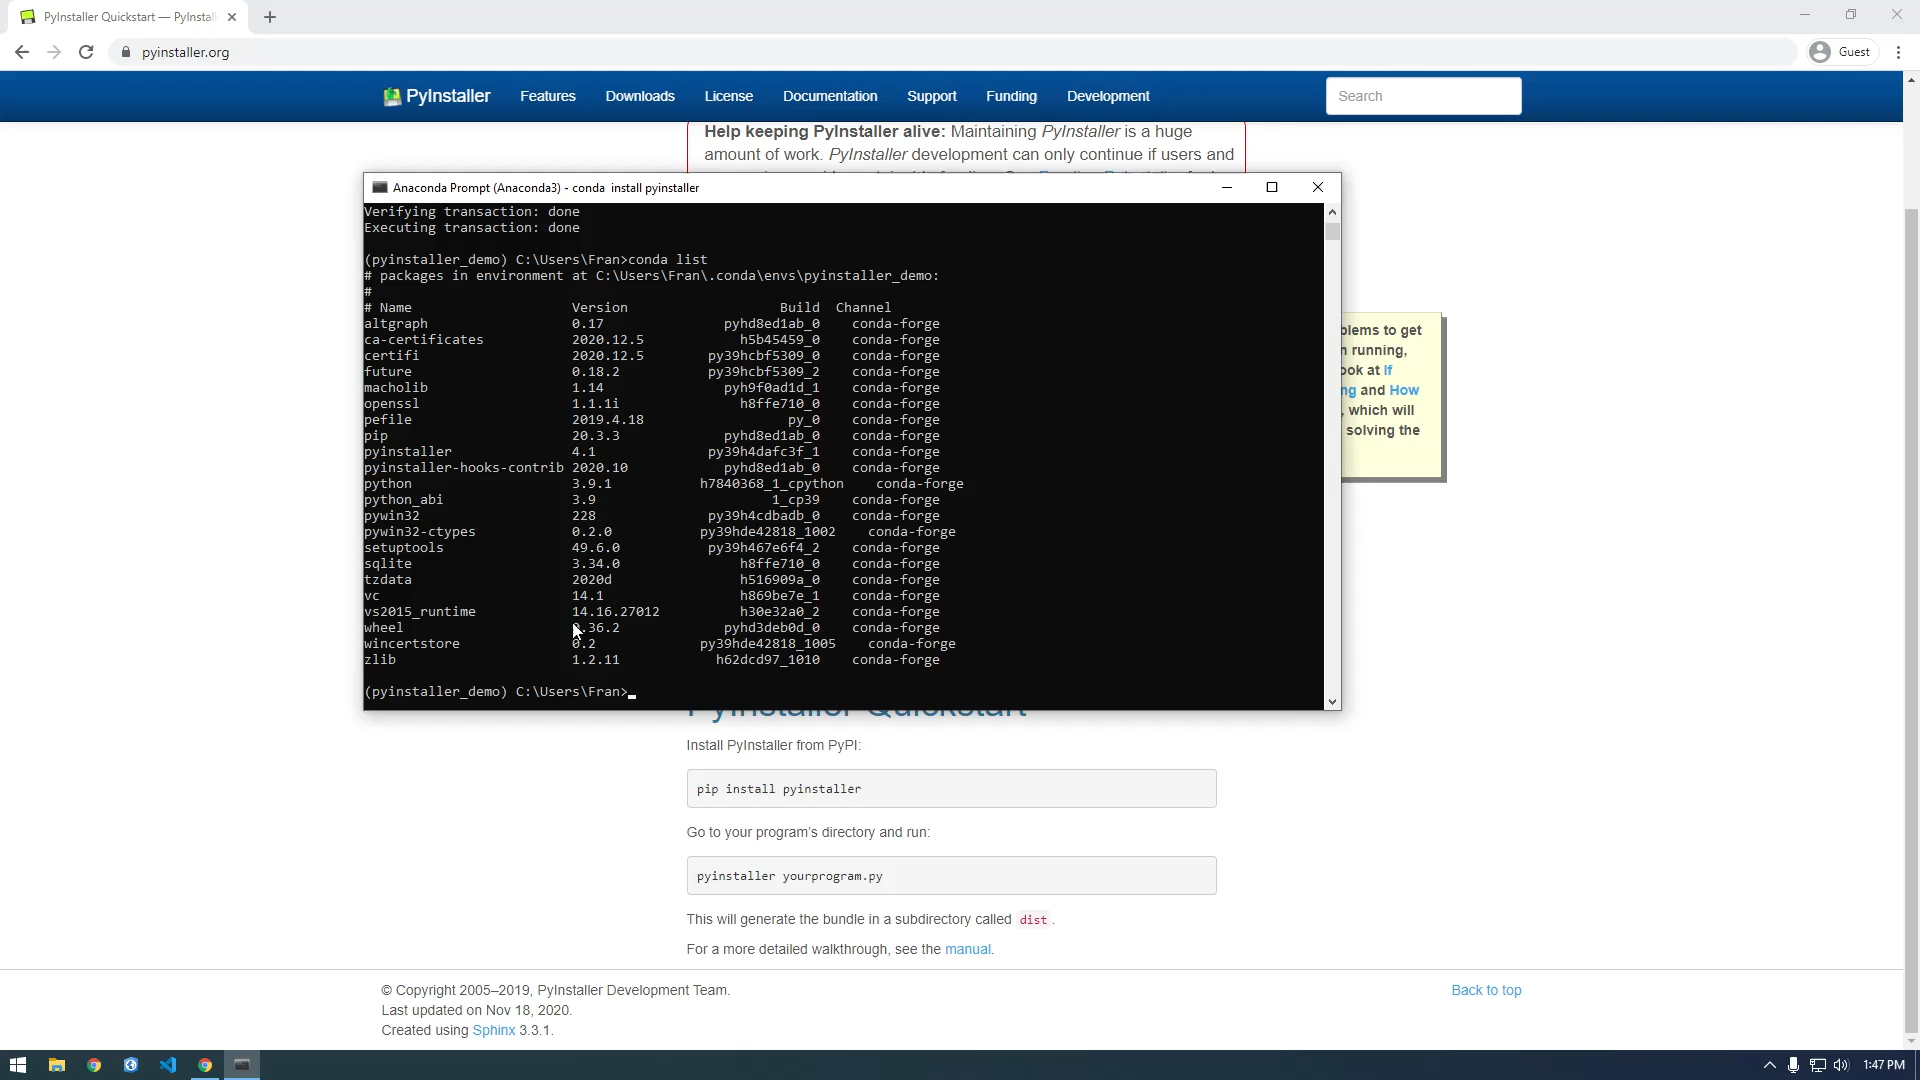 PyInstaller Quickstart — PyInstall
pyinstaller.org
Guest
PyInstaller
Features
Downloads
License
Documentation
Support
Funding
Development
Search
Help keeping PyInstaller alive: Maintaining PyInstaller is a huge
amount of work. PyInstaller development can only continue if users and
Anaconda Prompt (Anaconda3) - conda  install pyinstaller
Verifying transaction: done
Executing transaction: done
(pyinstaller_demo) C:\Users\Fran>conda list
# packages in environment at C:\Users\Fran\.conda\envs\pyinstaller_demo:
#
# Name Version Build Channel
altgraph 0.17 pyhd8ed1ab_0 conda-forge
ca-certificates 2020.12.5 h5b45459_0 conda-forge
certifi 2020.12.5 py39hcbf5309_0 conda-forge
future 0.18.2 py39hcbf5309_2 conda-forge
macholib 1.14 pyh9f0ad1d_1 conda-forge
openssl 1.1.1i h8ffe710_0 conda-forge
pefile 2019.4.18 py_0 conda-forge
pip 20.3.3 pyhd8ed1ab_0 conda-forge
pyinstaller 4.1 py39h4dafc3f_1 conda-forge
pyinstaller-hooks-contrib 2020.10 pyhd8ed1ab_0 conda-forge
python 3.9.1 h7840368_1_cpython conda-forge
python_abi 3.9 1_cp39 conda-forge
pywin32 228 py39h4cdbadb_0 conda-forge
pywin32-ctypes 0.2.0 py39hde42818_1002 conda-forge
setuptools 49.6.0 py39h467e6f4_2 conda-forge
sqlite 3.34.0 h8ffe710_0 conda-forge
tzdata 2020d h516909a_0 conda-forge
vc 14.1 h869be7e_1 conda-forge
vs2015_runtime 14.16.27012 h30e32a0_2 conda-forge
wheel .36.2 pyhd3deb0d_0 conda-forge
wincertstore 0.2 py39hde42818_1005 conda-forge
zlib 1.2.11 h62dcd97_1010 conda-forge
(pyinstaller_demo) C:\Users\Fran>
blems to get
n running,
ook at If
ng and How
, which will
solving the
PyInstaller Quickstart
Install PyInstaller from PyPI:
pip install pyinstaller
Go to your program's directory and run:
pyinstaller yourprogram.py
This will generate the bundle in a subdirectory called dist .
For a more detailed walkthrough, see the manual.
© Copyright 2005–2019, PyInstaller Development Team.
Last updated on Nov 18, 2020.
Created using Sphinx 3.3.1.
Back to top
1:47 PM